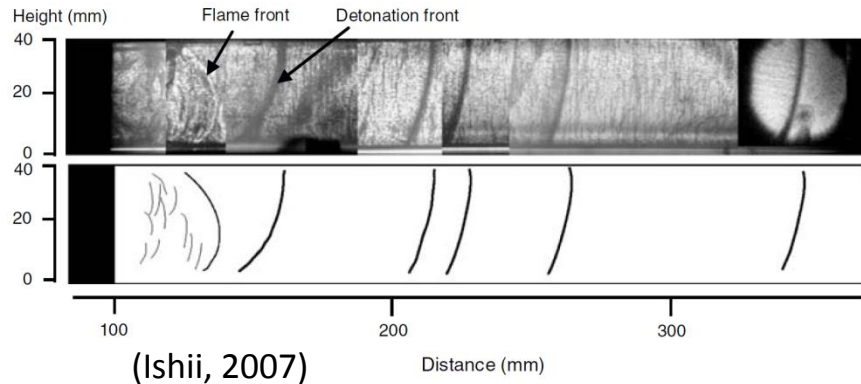 Height (mm)
Flame front
Detonation front
40
20
0
40
20
0
100
200
300
(Ishii, 2007)
Distance (mm)